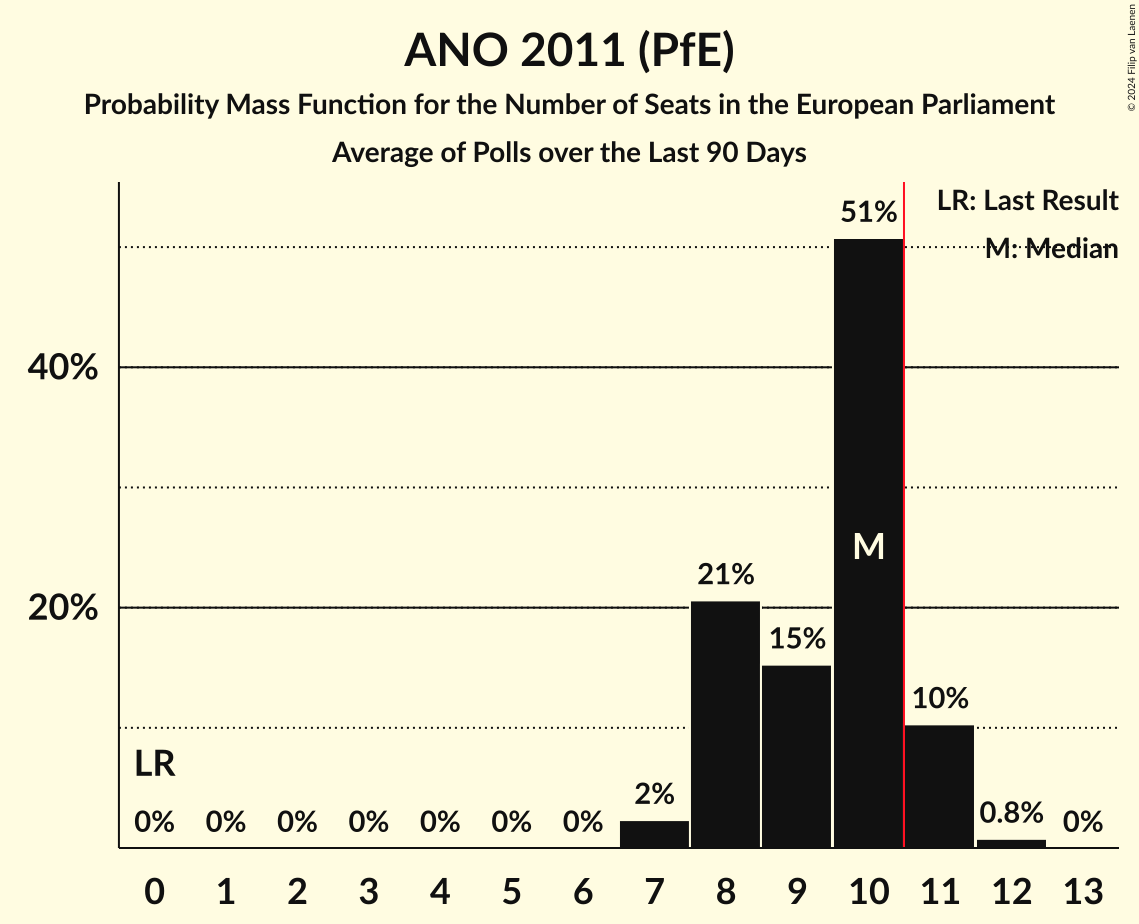 ANO 2011 (PfE)
Probability Mass Function for the Number of Seats in the European Parliament
Average of Polls over the Last 90 Days
© 2024 Filip van Laenen
LR: Last Result
M: Median
51%
40%
M
21%
20%
15%
10%
LR
2%
0.8%
0% 0% 0% 0% 0% 0% 0% 0%
0 1 2 3 4 5 6 7 8 9 10 11 12 13